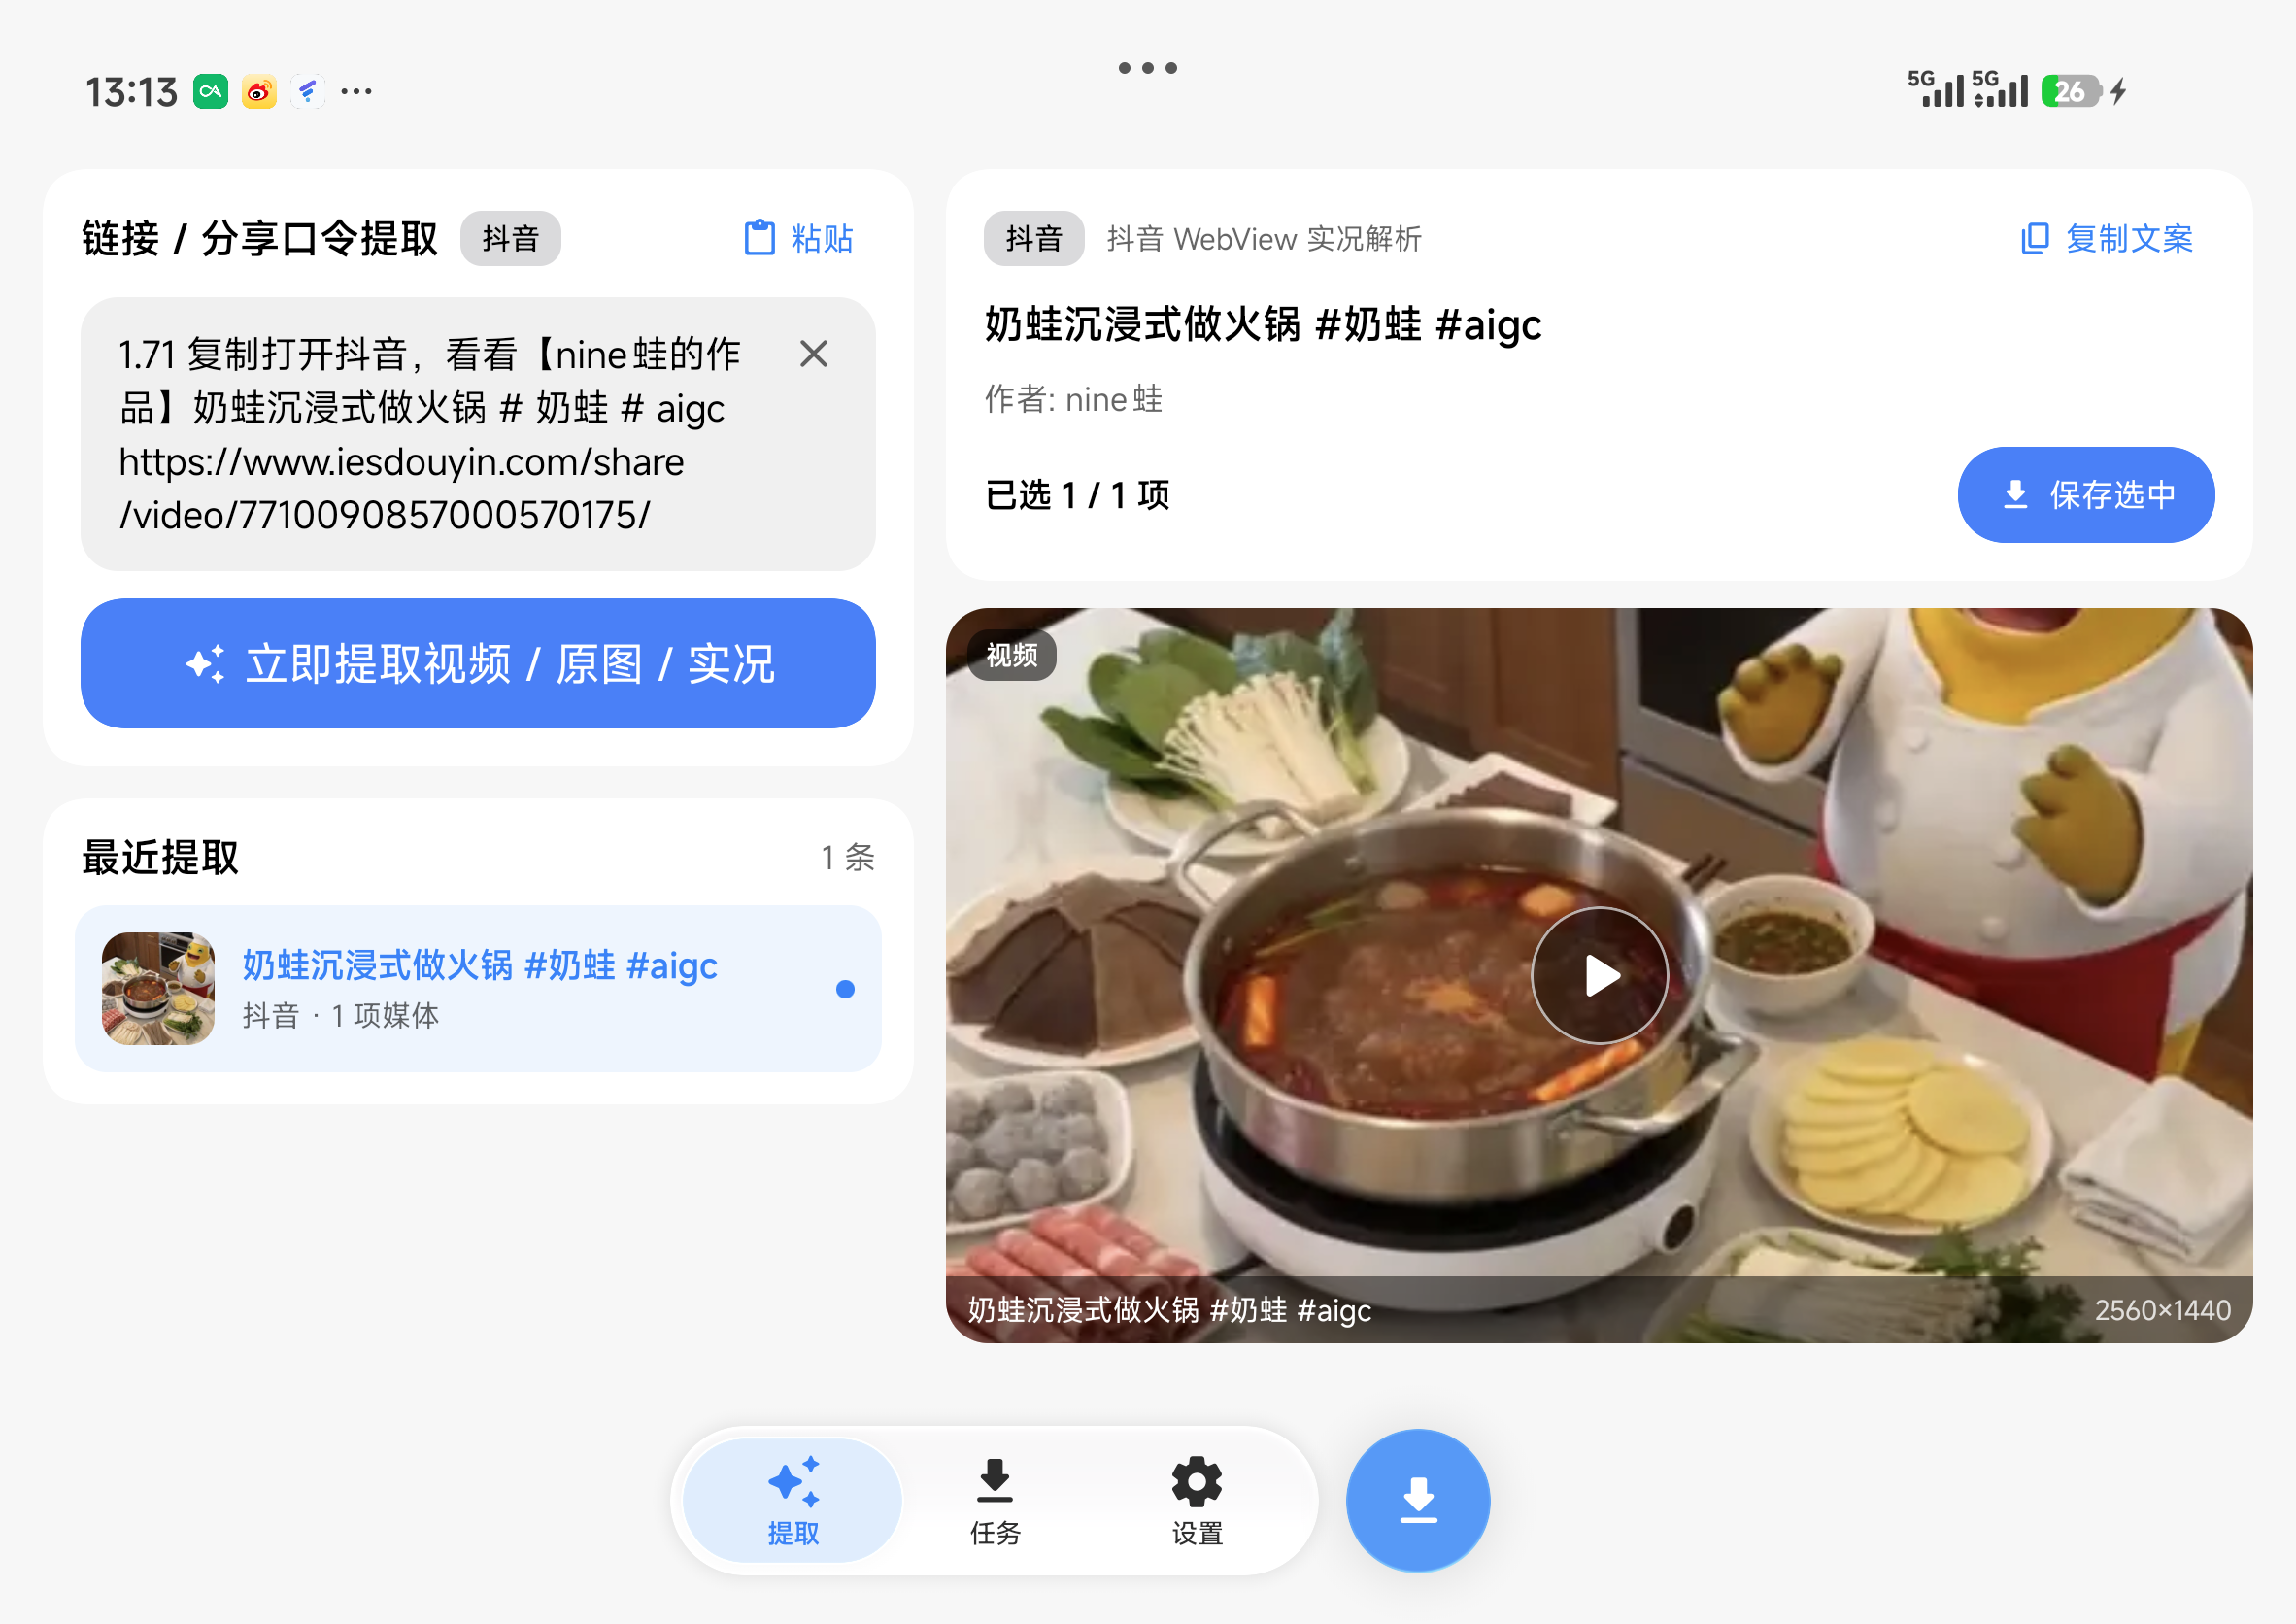 13:13
5G 5G 26
链接 / 分享口令提取 抖音 粘贴
1.71 复制打开抖音，看看【nine蛙的作
品】奶蛙沉浸式做火锅 # 奶蛙 # aigc
https://www.iesdouyin.com/share
/video/7710090857000570175/
立即提取视频 / 原图 / 实况
最近提取 1 条
奶蛙沉浸式做火锅 #奶蛙 #aigc
抖音 · 1 项媒体
抖音 抖音 WebView 实况解析 复制文案
奶蛙沉浸式做火锅 #奶蛙 #aigc
作者: nine蛙
已选 1 / 1 项 保存选中
视频
奶蛙沉浸式做火锅 #奶蛙 #aigc 2560×1440
提取 任务 设置